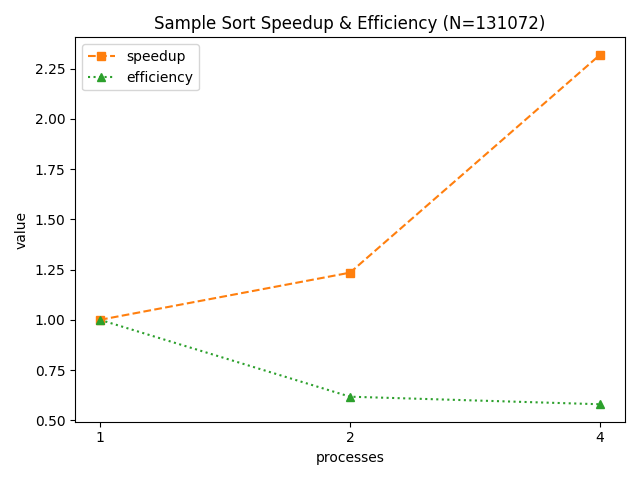 Sample Sort Speedup & Efficiency (N=131072)
speedup
efficiency
2.25
2.00
1.75
1.50
1.25
1.00
0.75
0.50
value
1 2 4
processes